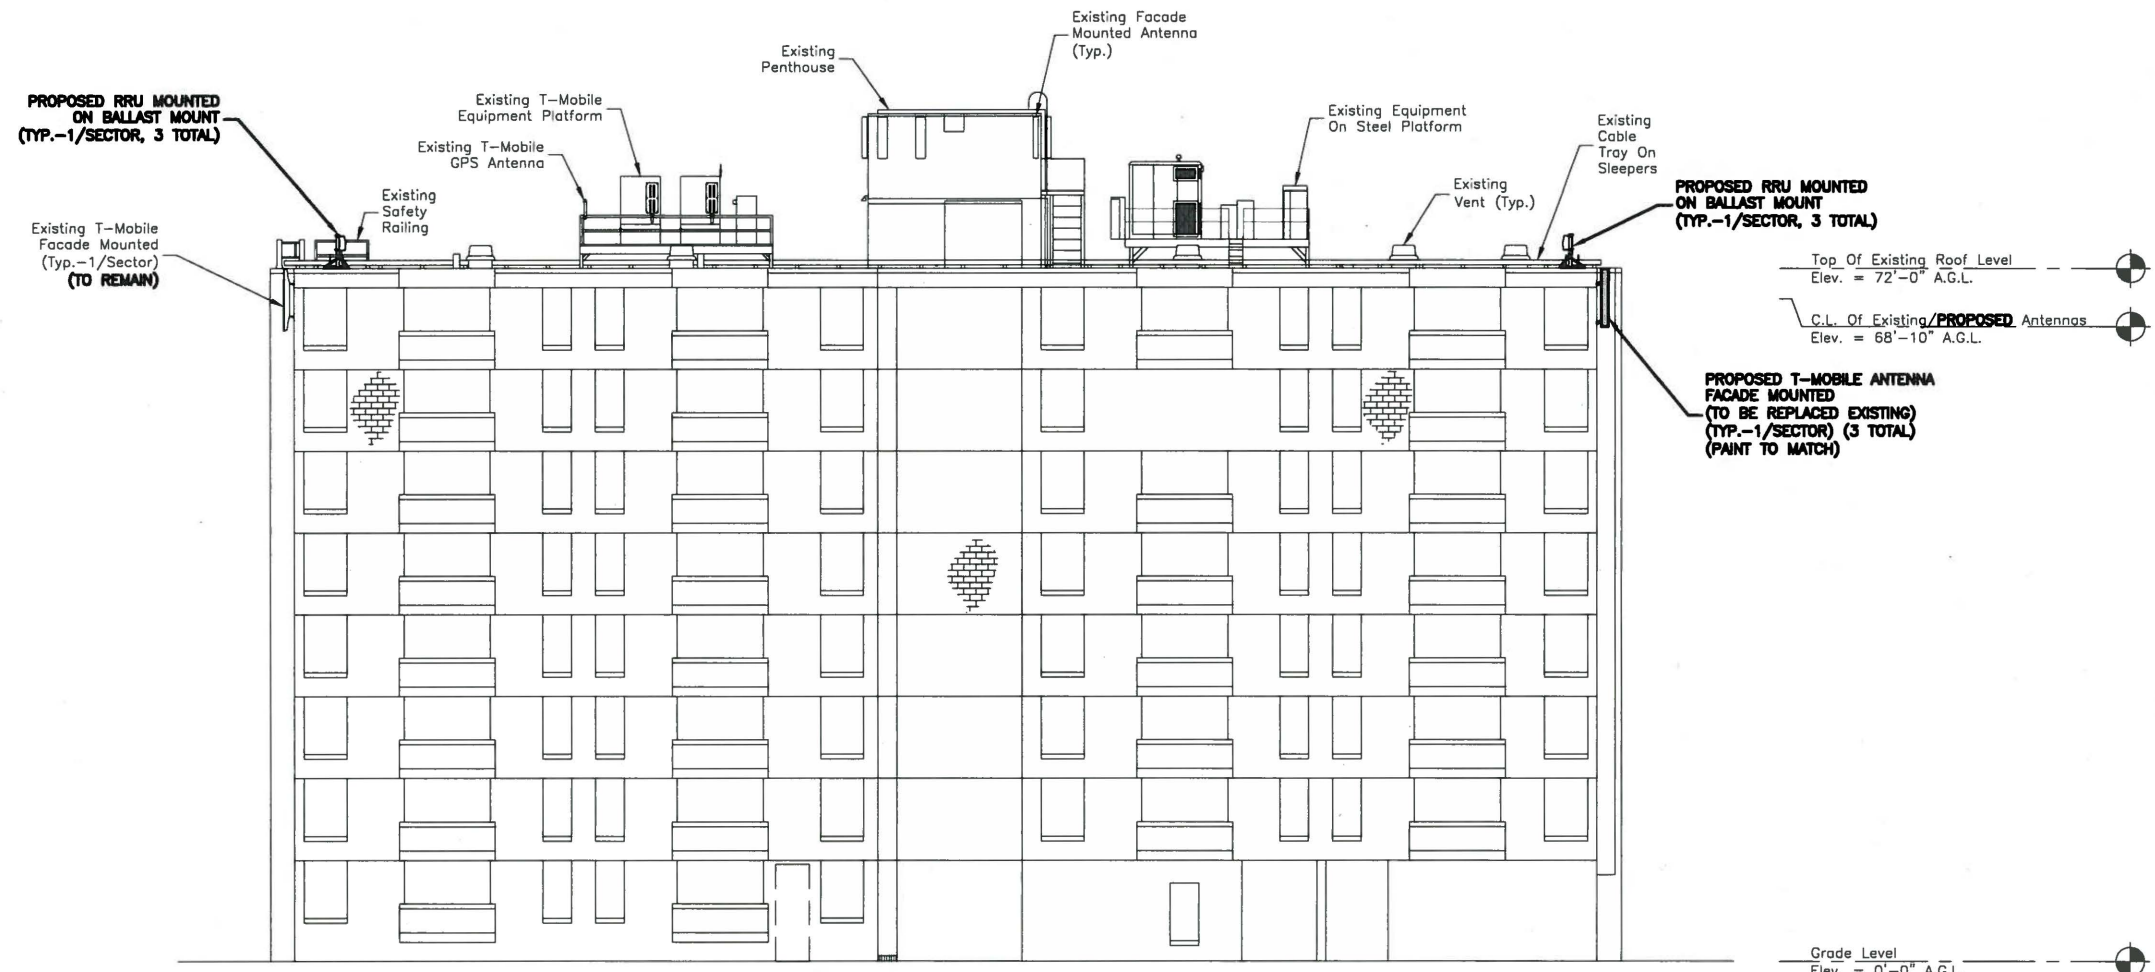 Existing Facade
Mounted Antenna
(Typ.)
Existing
Penthouse
PROPOSED RRU MOUNTED
ON BALLAST MOUNT
(TYP.-1/SECTOR, 3 TOTAL)
Existing T-Mobile
Equipment Platform
Existing T-Mobile
GPS Antenna
Existing
Safety
Railing
Existing T-Mobile
Facade Mounted
(Typ.-1/Sector)
(TO REMAIN)
Existing Equipment
On Steel Platform
Existing
Cable
Tray On
Sleepers
Existing
Vent (Typ.)
PROPOSED RRU MOUNTED
ON BALLAST MOUNT
(TYP.-1/SECTOR, 3 TOTAL)
Top Of Existing Roof Level
Elev. = 72'-0" A.G.L.
C.L. Of Existing/PROPOSED Antennas
Elev. = 68'-10" A.G.L.
PROPOSED T-MOBILE ANTENNA
FACADE MOUNTED
(TO BE REPLACED EXISTING)
(TYP.-1/SECTOR) (3 TOTAL)
(PAINT TO MATCH)
Grade Level
Elev. = 0'-0" A.G.L.